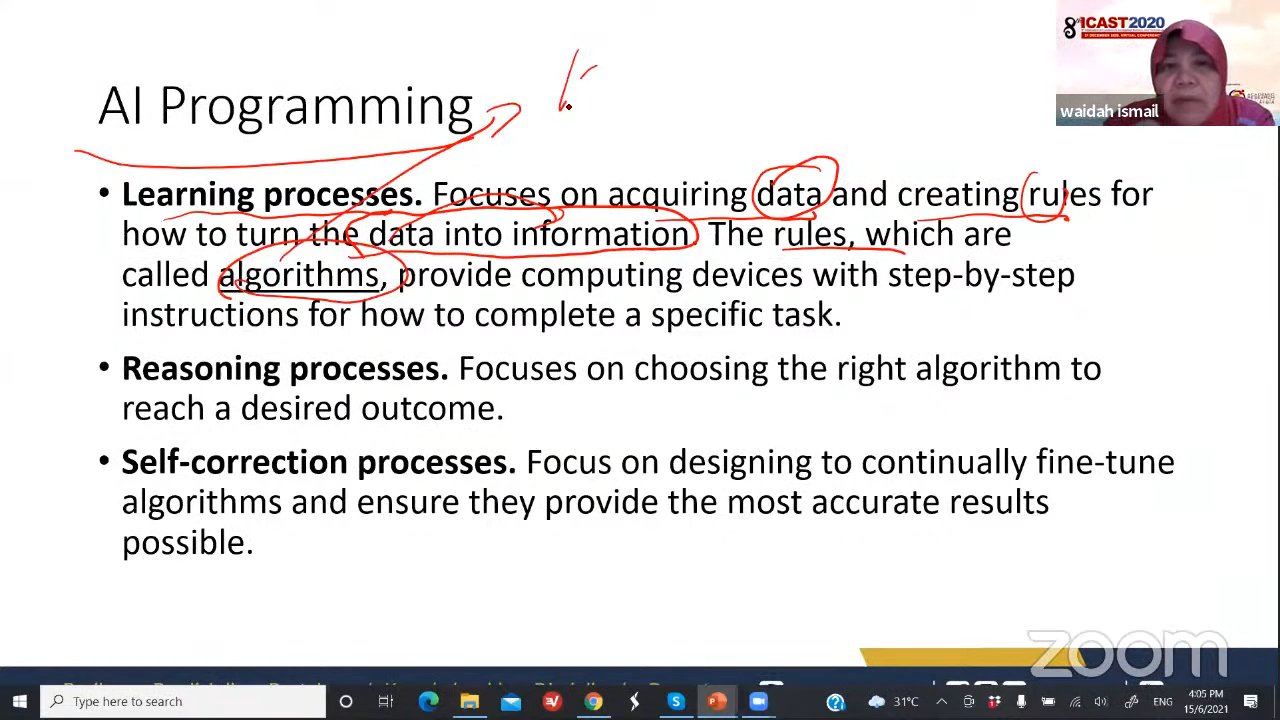 8th ICAST2020
waidah ismail
AI Programming
• Learning processes. Focuses on acquiring data and creating rules for
how to turn the data into information. The rules, which are
called algorithms, provide computing devices with step-by-step
instructions for how to complete a specific task.
• Reasoning processes. Focuses on choosing the right algorithm to
reach a desired outcome.
• Self-correction processes. Focus on designing to continually fine-tune
algorithms and ensure they provide the most accurate results
possible.
zoom
Type here to search
31°C
ENG
4:05 PM
15/6/2021